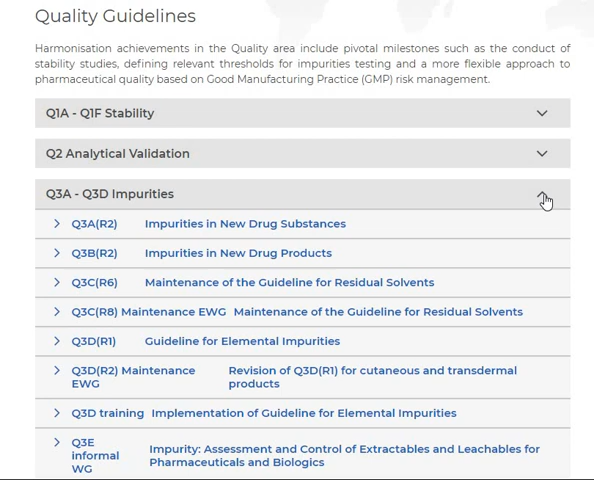 Quality Guidelines
Harmonisation achievements in the Quality area include pivotal milestones such as the conduct of
stability studies, defining relevant thresholds for impurities testing and a more flexible approach to
pharmaceutical quality based on Good Manufacturing Practice (GMP) risk management.
Q1A - Q1F Stability
Q2 Analytical Validation
Q3A - Q3D Impurities
Q3A(R2) Impurities in New Drug Substances
Q3B(R2) Impurities in New Drug Products
Q3C(R6) Maintenance of the Guideline for Residual Solvents
Q3C(R8) Maintenance EWG Maintenance of the Guideline for Residual Solvents
Q3D(R1) Guideline for Elemental Impurities
Q3D(R2) Maintenance EWG
Revision of Q3D(R1) for cutaneous and transdermal
products
Q3D training Implementation of Guideline for Elemental Impurities
Q3E
informal
WG
Impurity: Assessment and Control of Extractables and Leachables for
Pharmaceuticals and Biologics